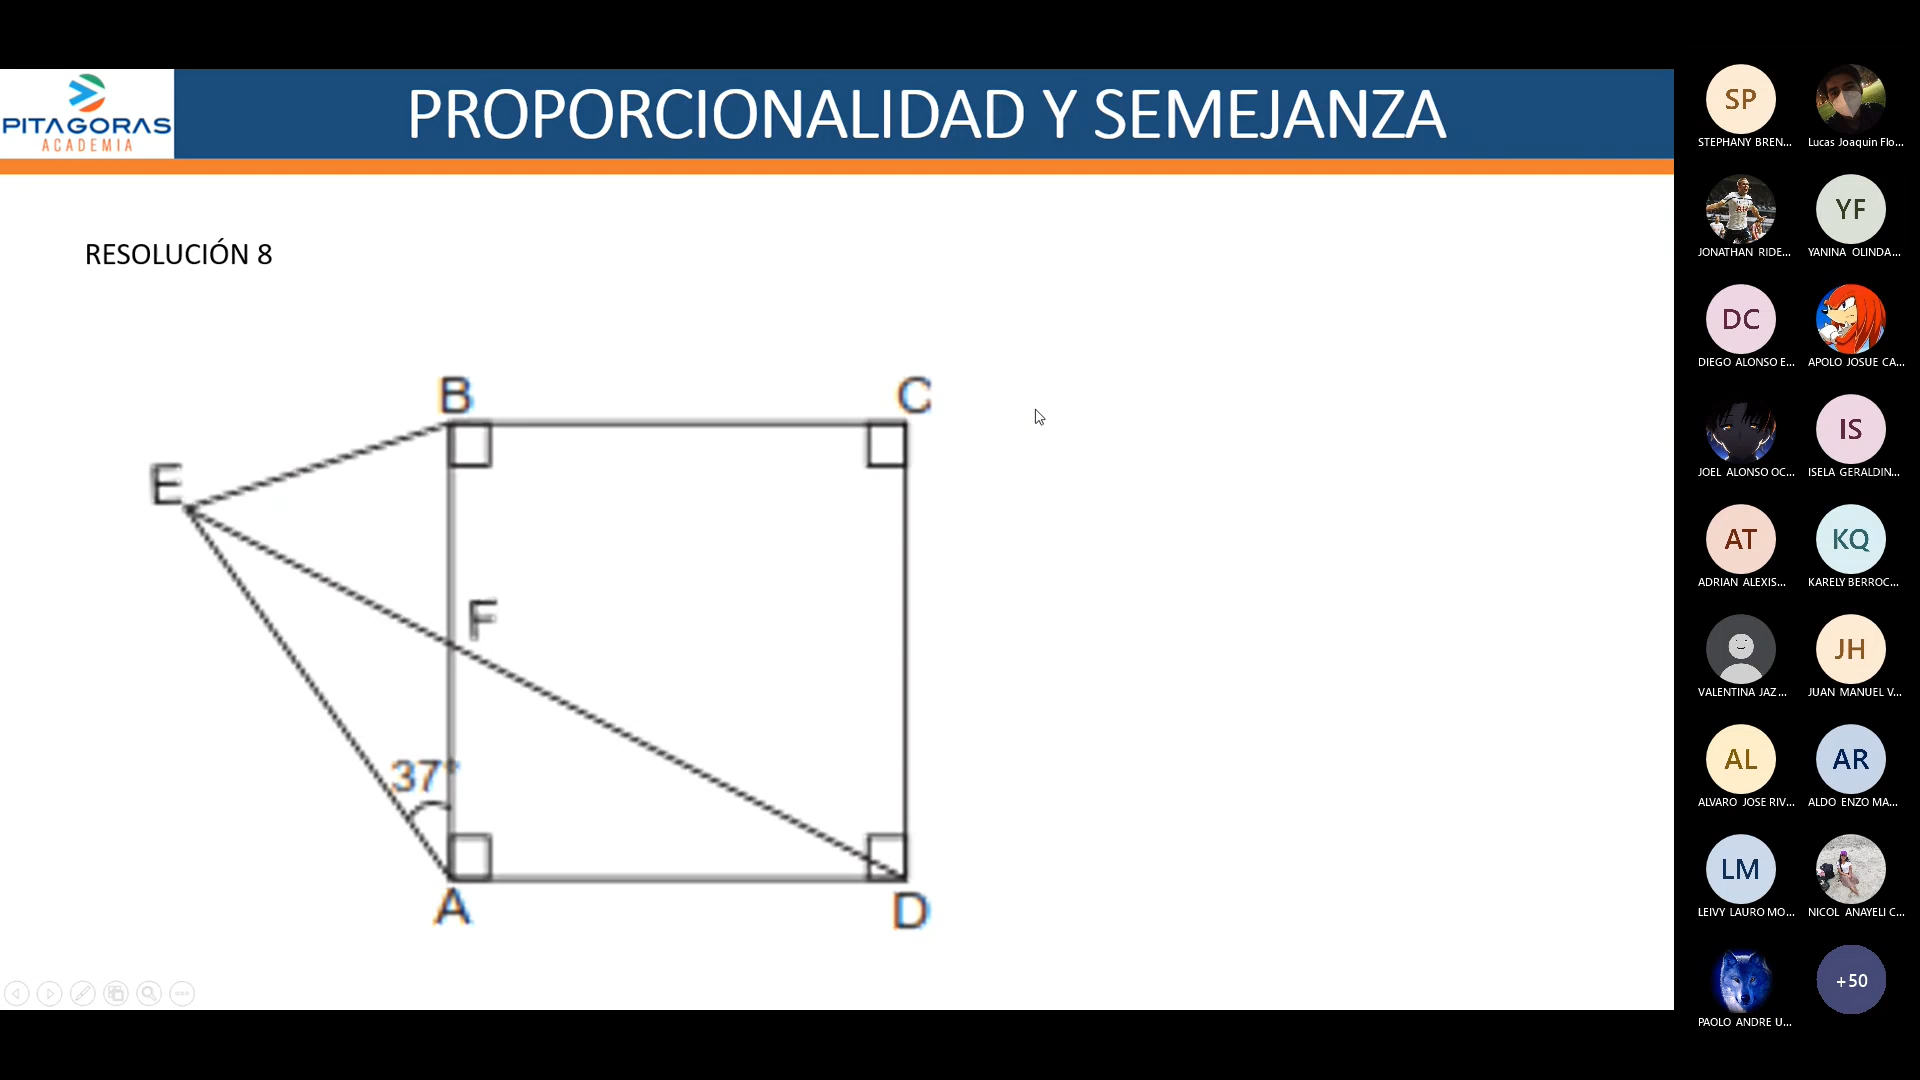 PITAGORAS
ACADEMIA
PROPORCIONALIDAD Y SEMEJANZA
RESOLUCIÓN 8
B
C
E
F
37°
A
D
SP
STEPHANY BREN...
Lucas Joaquin Flo...
JONATHAN RIDE...
YF
YANINA OLINDA...
DC
DIEGO ALONSO E...
APOLO JOSUE CA...
JOEL ALONSO OC...
IS
ISELA GERALDIN...
AT
ADRIAN ALEXIS...
KQ
KARELY BERROC...
VALENTINA JAZ...
JH
JUAN MANUEL V...
AL
ALVARO JOSE RIV...
AR
ALDO ENZO MA...
LM
LEIVY LAURO MO...
NICOL ANAYELI C...
PAOLO ANDRE U...
+50